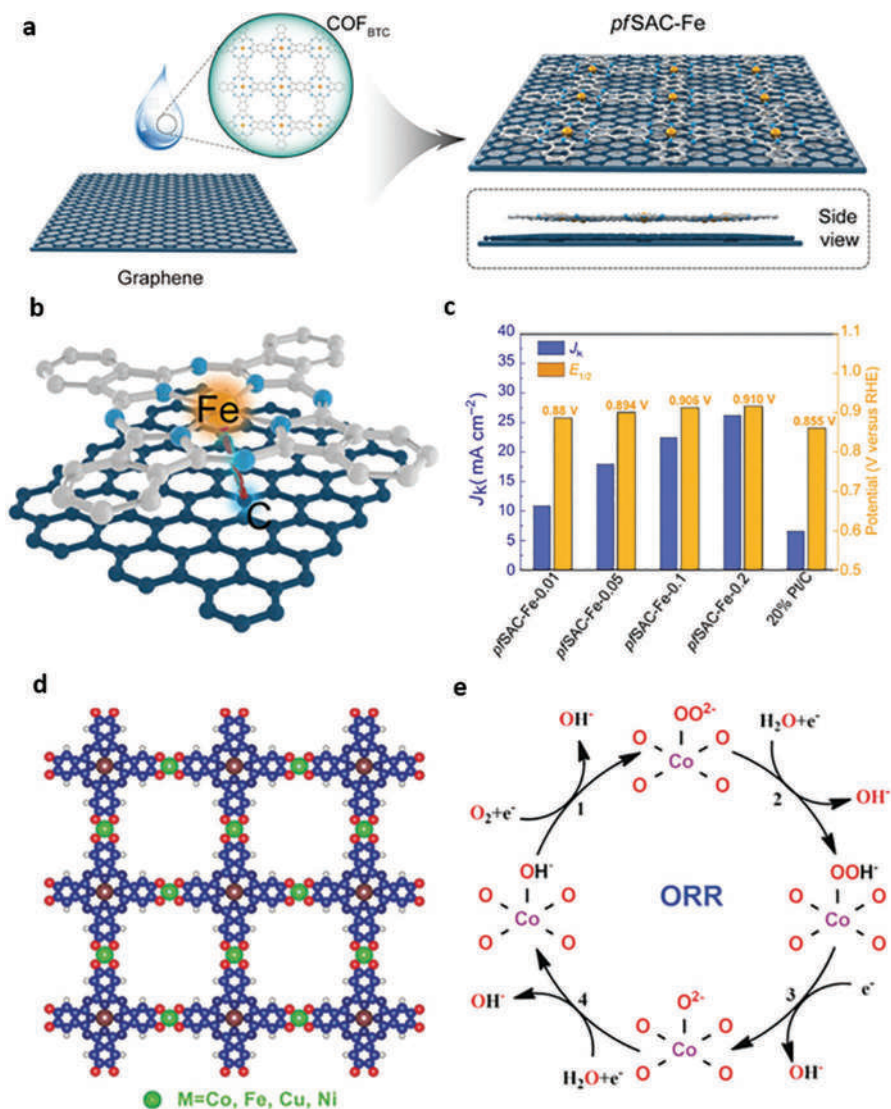 a
COF_BTC
pfSAC-Fe
Graphene
Side
view
b
Fe
C
c
J_k (mA cm⁻²)
40
35
30
25
20
15
10
5
0
J_k
E_1/2
0.88 V
0.894 V
0.906 V
0.910 V
0.855 V
1.1
1.0
0.9
0.8
0.7
0.6
0.5
Potential (V versus RHE)
pfSAC-Fe-0.01
pfSAC-Fe-0.05
pfSAC-Fe-0.1
pfSAC-Fe-0.2
20% Pt/C
d
M=Co, Fe, Cu, Ni
e
OH⁻
OO²⁻
H₂O+e⁻
O O
Co
O O
O₂+e⁻
1
2
OH⁻
OH⁻
O O
Co
O O
ORR
OOH⁻
O O
Co
O O
OH⁻
4
O²⁻
3
e⁻
O O
Co
O O
H₂O+e⁻
OH⁻